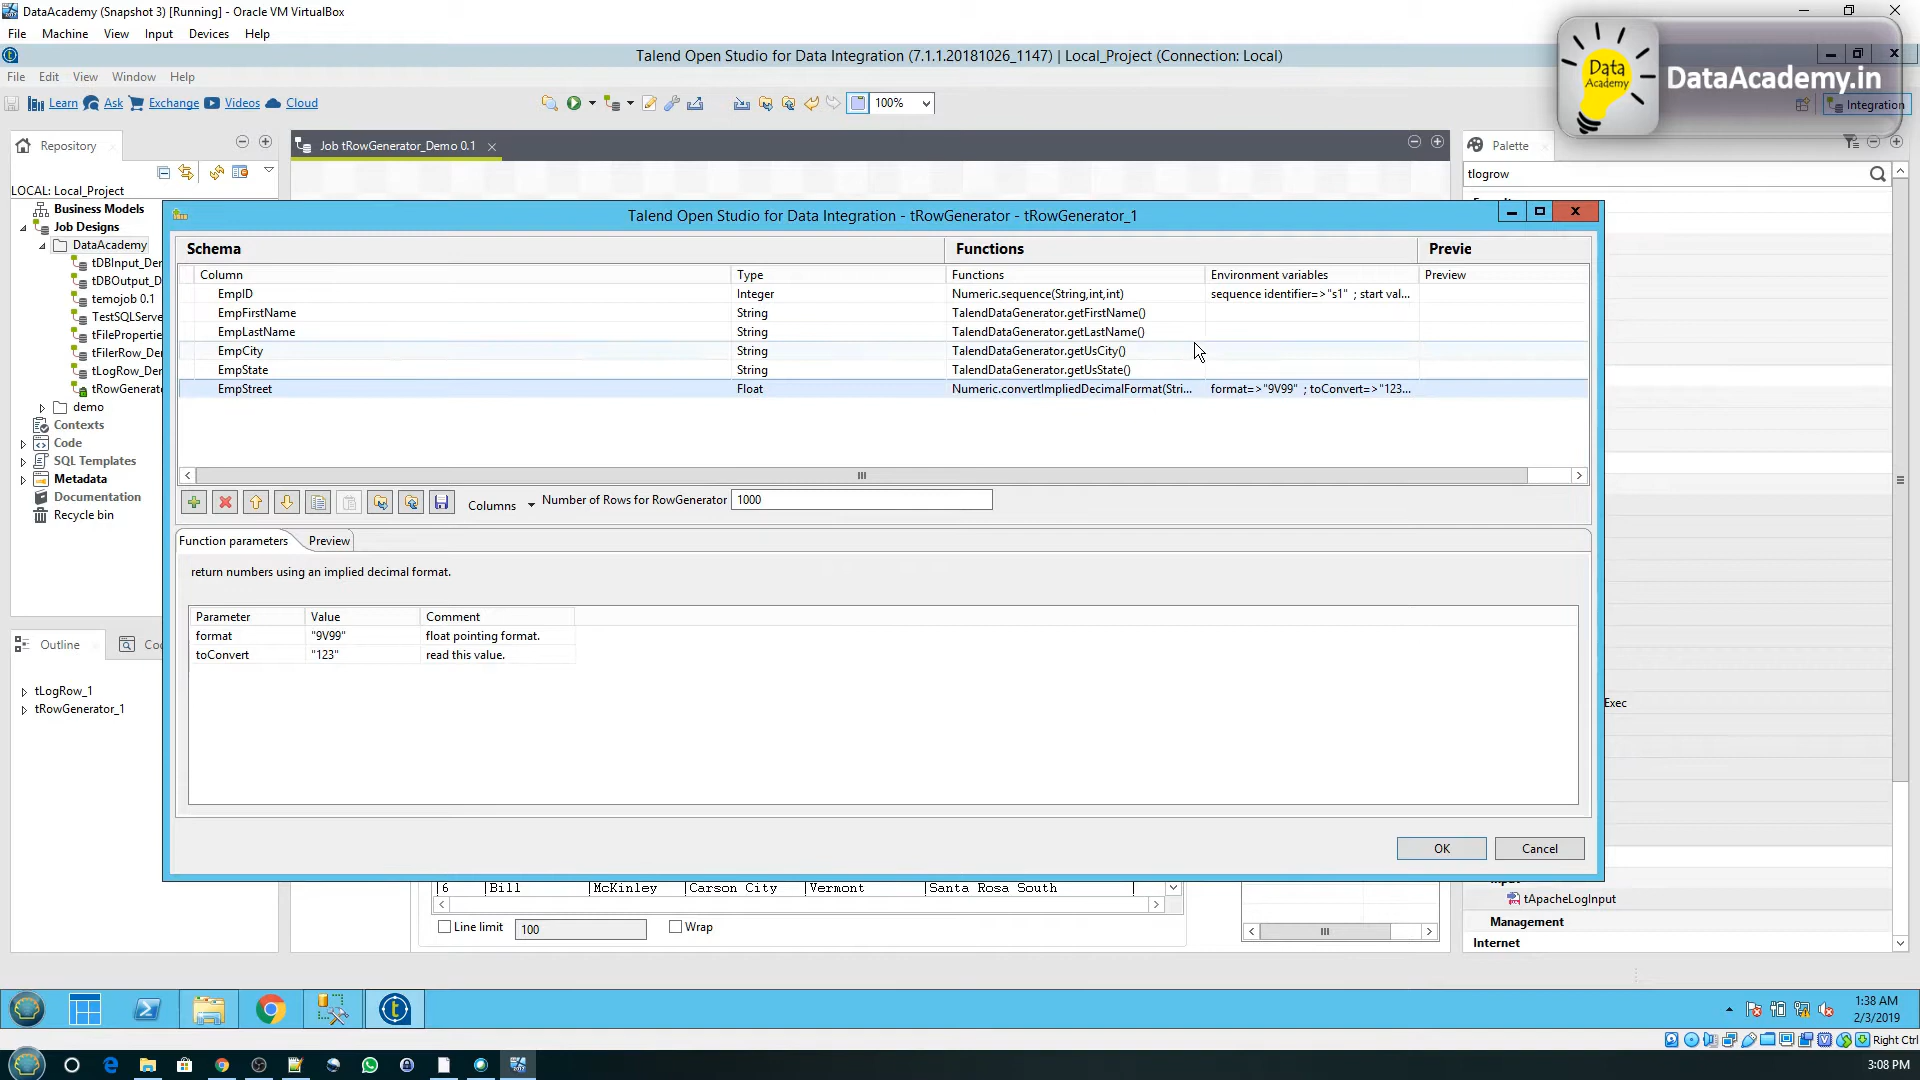 DataAcademy (Snapshot 3) [Running] - Oracle VM VirtualBox
File Machine View Input Devices Help
Talend Open Studio for Data Integration (7.1.1.20181026_1147) | Local_Project (Connection: Local)
Data Academy
DataAcademy.in
File Edit View Window Help
Learn Ask Exchange Videos Cloud 100% Integration
Repository
Job tRowGenerator_Demo 0.1
Palette
tlogrow
LOCAL: Local_Project
Business Models
Job Designs
DataAcademy
tDBInput_Der
tDBOutput_D
temojob 0.1
TestSQLServe
tFilePropertie
tFilerRow_Der
tLogRow_Der
tRowGenerat
demo
Contexts
Code
SQL Templates
Metadata
Documentation
Recycle bin
Talend Open Studio for Data Integration - tRowGenerator - tRowGenerator_1
Schema Functions Previe
Column Type Functions Environment variables Preview
EmpID Integer Numeric.sequence(String,int,int) sequence identifier=>"s1" ; start val...
EmpFirstName String TalendDataGenerator.getFirstName()
EmpLastName String TalendDataGenerator.getLastName()
EmpCity String TalendDataGenerator.getUsCity()
EmpState String TalendDataGenerator.getUsState()
EmpStreet Float Numeric.convertImpliedDecimalFormat(Stri... format=>"9V99" ; toConvert=>"123...
Columns Number of Rows for RowGenerator 1000
Function parameters Preview
return numbers using an implied decimal format.
Parameter Value Comment
format "9V99" float pointing format.
toConvert "123" read this value.
OK Cancel
Outline Coc
tLogRow_1
tRowGenerator_1
Exec
|6 |Bill |McKinley |Carson City |Vermont |Santa Rosa South |
Line limit 100 Wrap
tApacheLogInput
Management
Internet
1:38 AM
2/3/2019
Right Ctrl
3:08 PM